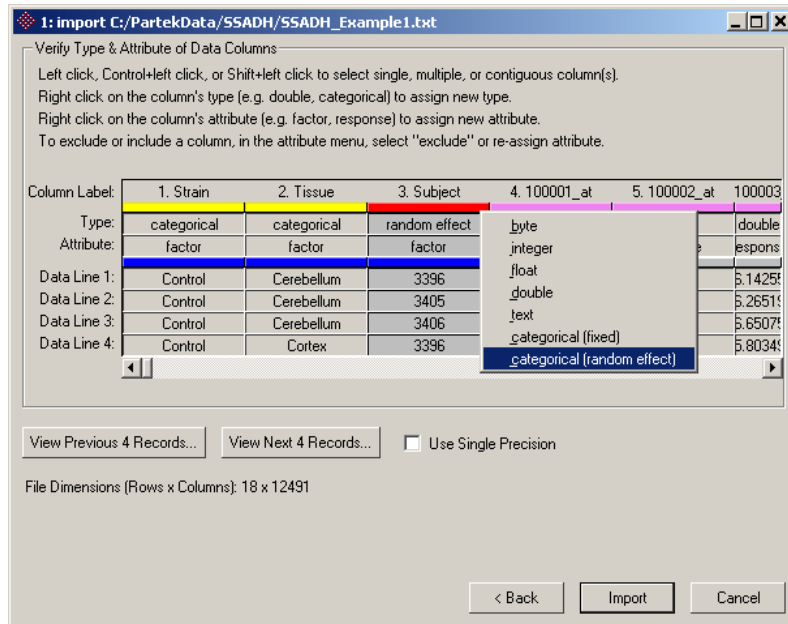 1: import C:/PartekData/SSADH/SSADH_Example1.txt
Verify Type & Attribute of Data Columns
Left click, Control+left click, or Shift+left click to select single, multiple, or contiguous column(s).
Right click on the column's type (e.g. double, categorical) to assign new type.
Right click on the column's attribute (e.g. factor, response) to assign new attribute.
To exclude or include a column, in the attribute menu, select "exclude" or re-assign attribute.
Column Label: 1. Strain 2. Tissue 3. Subject 4. 100001_at 5. 100002_at 100003
Type: categorical categorical random effect double
Attribute: factor factor factor espons
Data Line 1: Control Cerebellum 3396
Data Line 2: Control Cerebellum 3405
Data Line 3: Control Cerebellum 3406
Data Line 4: Control Cortex 3396
byte
integer
float
double
text
categorical (fixed)
categorical (random effect)
View Previous 4 Records... View Next 4 Records... Use Single Precision
File Dimensions (Rows x Columns): 18 x 12491
< Back Import Cancel